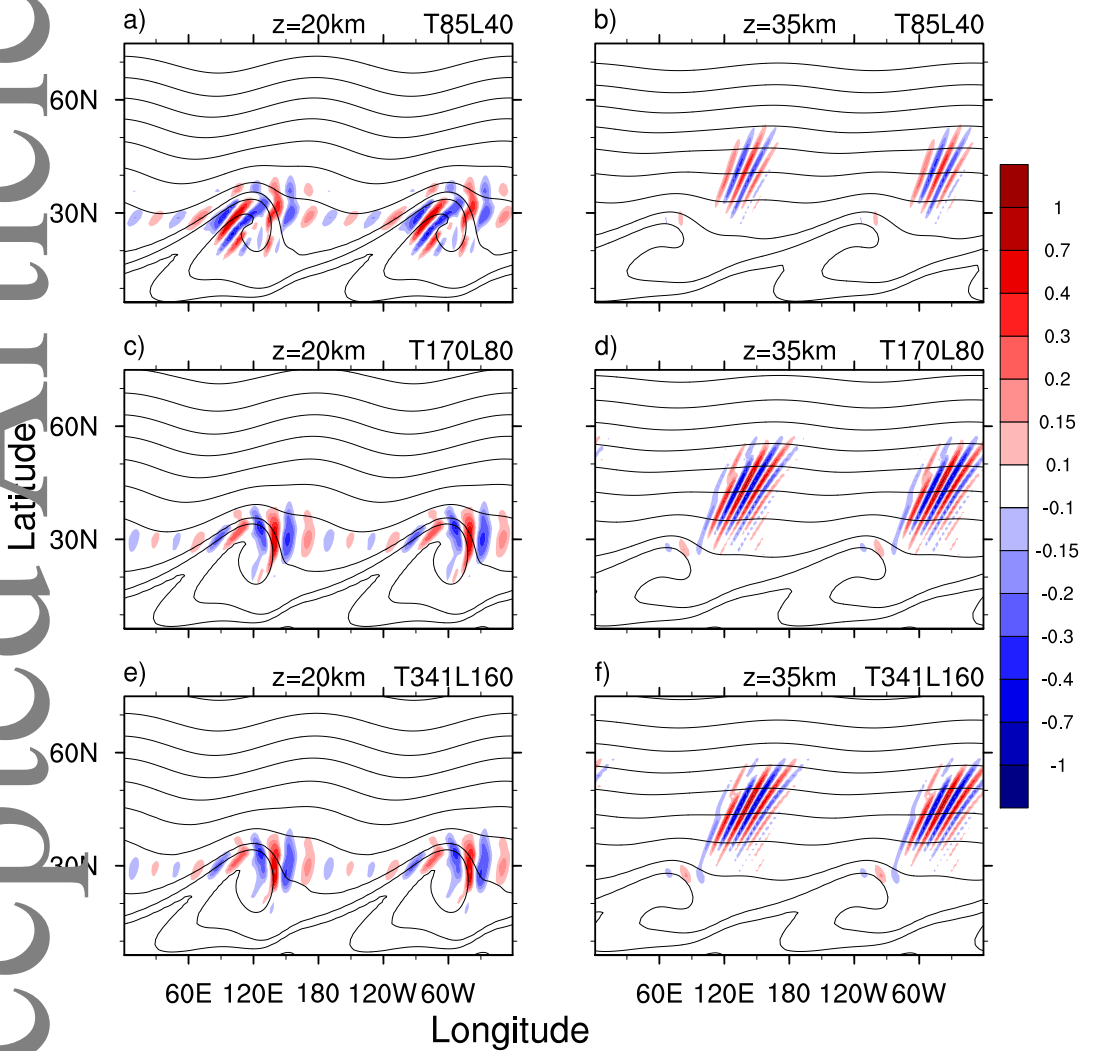 a) z=20km T85L40
b) z=35km T85L40
60N
30N
c) z=20km T170L80
d) z=35km T170L80
60N
30N
e) z=20km T341L160
f) z=35km T341L160
60N
30N
60E 120E 180 120W 60W
60E 120E 180 120W 60W
Longitude
Latitude
1
0.7
0.4
0.3
0.2
0.15
0.1
-0.1
-0.15
-0.2
-0.3
-0.4
-0.7
-1
cepted Article